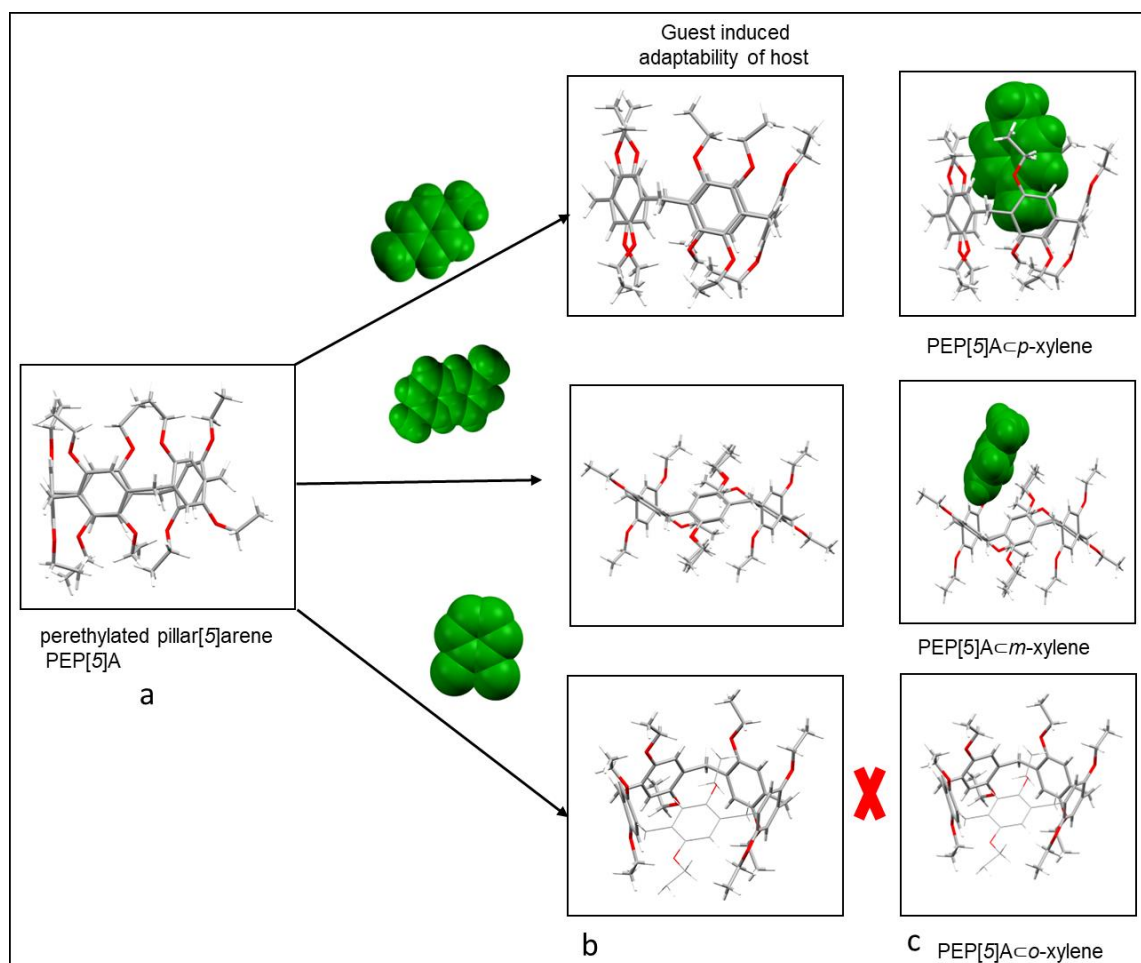 Guest induced
adaptability of host
PEP[5]A⊂p-xylene
perethylated pillar[5]arene
PEP[5]A
a
PEP[5]A⊂m-xylene
X
b
c
PEP[5]A⊂o-xylene